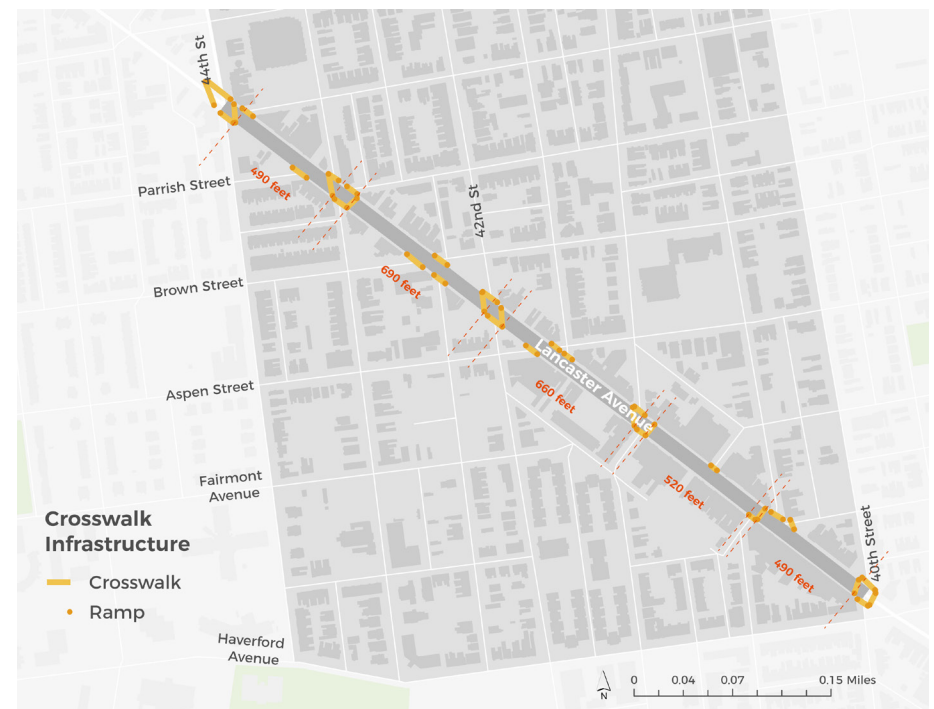 44th St
490 feet
Parrish Street
42nd St
Brown Street
690 feet
Lancaster Avenue
Aspen Street
660 feet
Fairmont
Avenue
520 feet
40th Street
490 feet
Crosswalk
Infrastructure
Crosswalk
Ramp
Haverford
Avenue
N
0 0.04 0.07 0.15 Miles